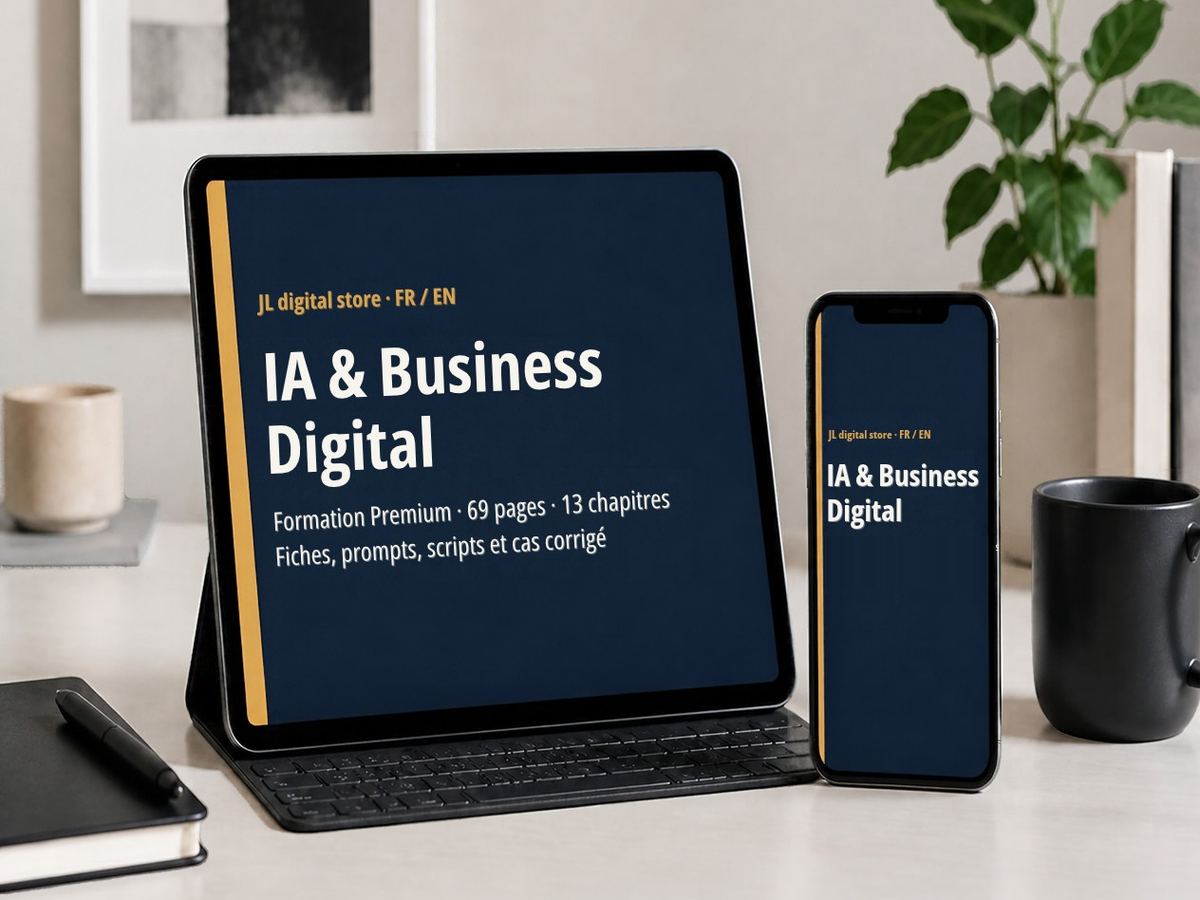 JL digital store · FR / EN
IA & Business
Digital
Formation Premium · 69 pages · 13 chapitres
Fiches, prompts, scripts et cas corrigé
JL digital store · FR / EN
IA & Business
Digital